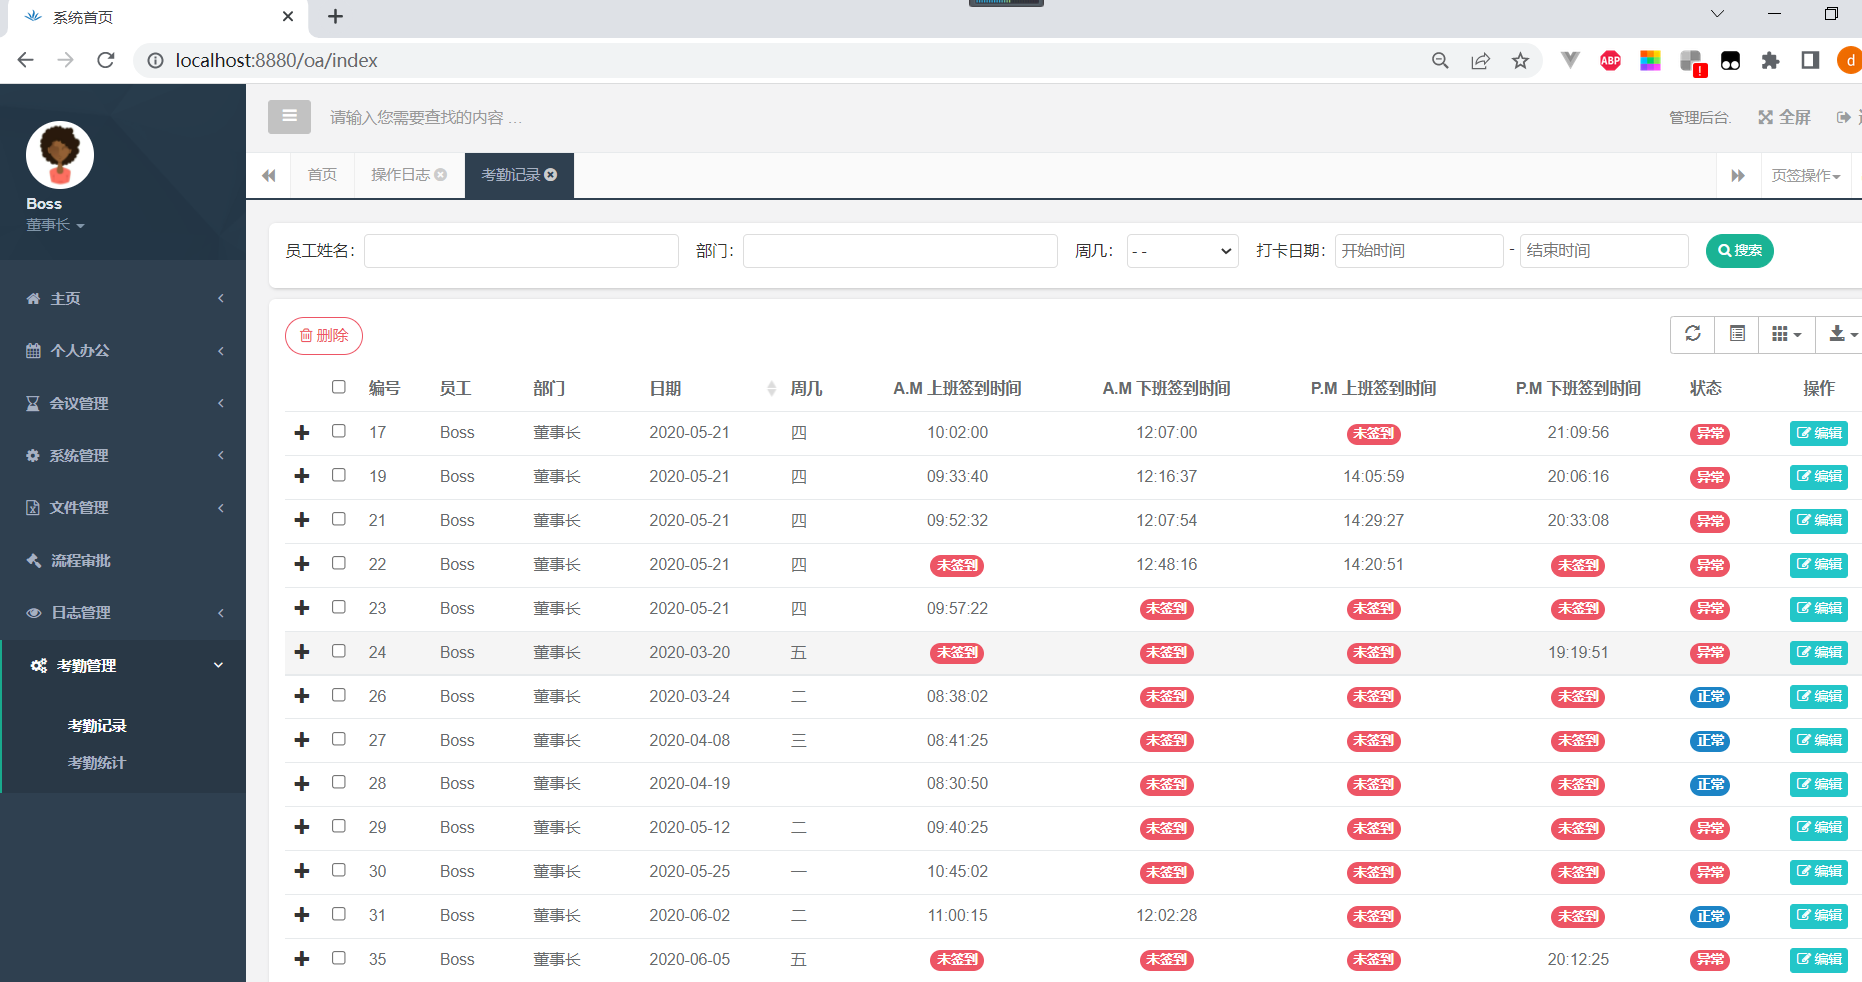 系统首页
localhost:8880/oa/index
ABP
!
d
Boss
董事长
请输入您需要查找的内容 …
管理后台.
全屏
首页
操作日志
考勤记录
页签操作
主页
个人办公
会议管理
系统管理
文件管理
流程审批
日志管理
考勤管理
考勤记录
考勤统计
员工姓名: 部门: 周几: - - 打卡日期: 开始时间 - 结束时间 搜索
删除
编号 员工 部门 日期 周几 A.M 上班签到时间 A.M 下班签到时间 P.M 上班签到时间 P.M 下班签到时间 状态 操作
17 Boss 董事长 2020-05-21 四 10:02:00 12:07:00 未签到 21:09:56 异常 编辑
19 Boss 董事长 2020-05-21 四 09:33:40 12:16:37 14:05:59 20:06:16 异常 编辑
21 Boss 董事长 2020-05-21 四 09:52:32 12:07:54 14:29:27 20:33:08 异常 编辑
22 Boss 董事长 2020-05-21 四 未签到 12:48:16 14:20:51 未签到 异常 编辑
23 Boss 董事长 2020-05-21 四 09:57:22 未签到 未签到 未签到 异常 编辑
24 Boss 董事长 2020-03-20 五 未签到 未签到 未签到 19:19:51 异常 编辑
26 Boss 董事长 2020-03-24 二 08:38:02 未签到 未签到 未签到 正常 编辑
27 Boss 董事长 2020-04-08 三 08:41:25 未签到 未签到 未签到 正常 编辑
28 Boss 董事长 2020-04-19 08:30:50 未签到 未签到 未签到 正常 编辑
29 Boss 董事长 2020-05-12 二 09:40:25 未签到 未签到 未签到 异常 编辑
30 Boss 董事长 2020-05-25 一 10:45:02 未签到 未签到 未签到 异常 编辑
31 Boss 董事长 2020-06-02 二 11:00:15 12:02:28 未签到 未签到 正常 编辑
35 Boss 董事长 2020-06-05 五 未签到 未签到 未签到 20:12:25 异常 编辑